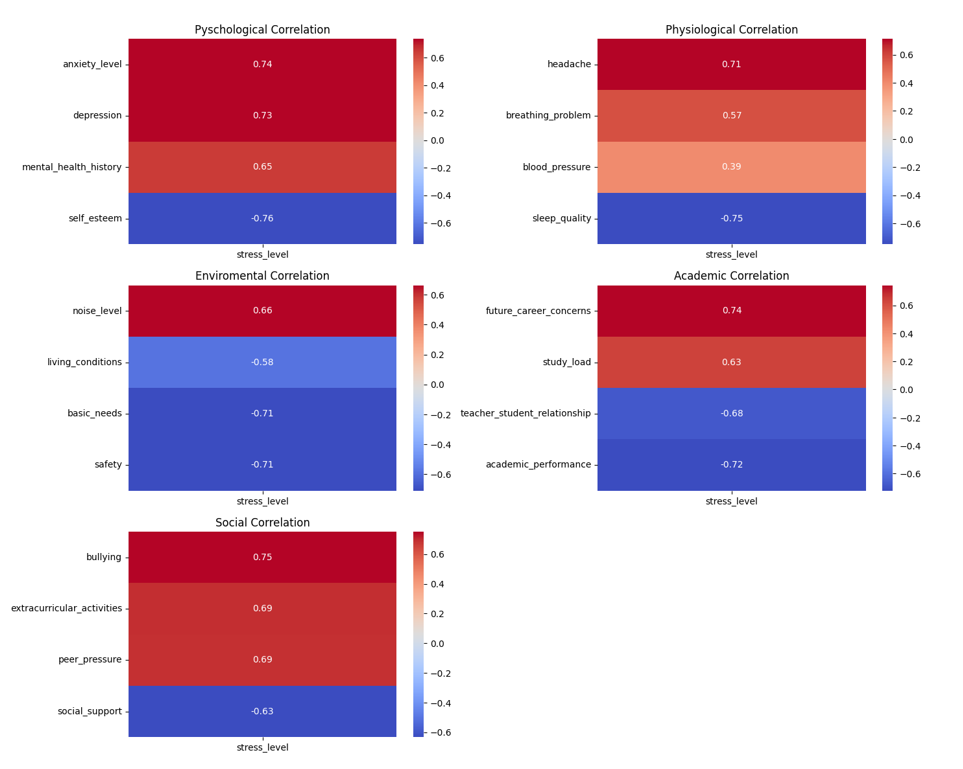 Pyschological Correlation
anxiety_level
0.74
depression
0.73
mental_health_history
0.65
self_esteem
-0.76
stress_level
0.6
0.4
0.2
0.0
−0.2
−0.4
−0.6
Physiological Correlation
headache
0.71
breathing_problem
0.57
blood_pressure
0.39
sleep_quality
-0.75
stress_level
0.6
0.4
0.2
0.0
−0.2
−0.4
−0.6
Enviromental Correlation
noise_level
0.66
living_conditions
-0.58
basic_needs
-0.71
safety
-0.71
stress_level
0.6
0.4
0.2
0.0
−0.2
−0.4
−0.6
Academic Correlation
future_career_concerns
0.74
study_load
0.63
teacher_student_relationship
-0.68
academic_performance
-0.72
stress_level
0.6
0.4
0.2
0.0
−0.2
−0.4
−0.6
Social Correlation
bullying
0.75
extracurricular_activities
0.69
peer_pressure
0.69
social_support
-0.63
stress_level
0.6
0.4
0.2
0.0
−0.2
−0.4
−0.6